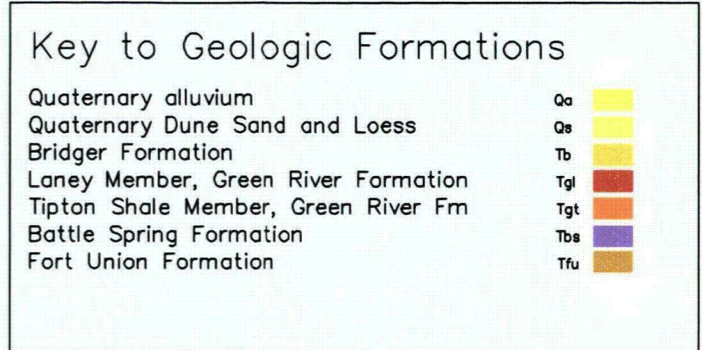 Key to Geologic Formations
Quaternary alluvium Qa
Quaternary Dune Sand and Loess Qs
Bridger Formation Tb
Laney Member, Green River Formation Tgl
Tipton Shale Member, Green River Fm Tgt
Battle Spring Formation Tbs
Fort Union Formation Tfu